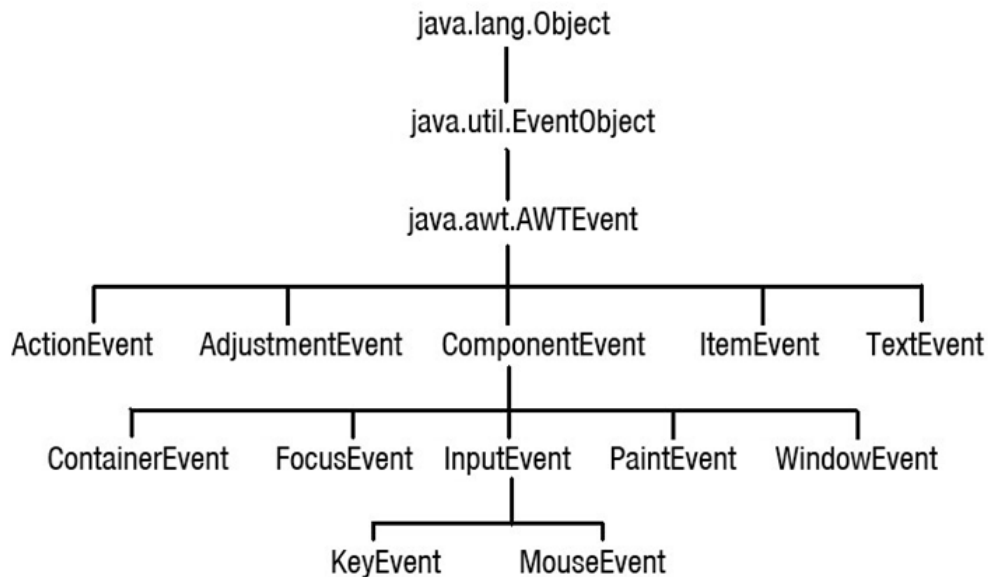 java.lang.Object
java.util.EventObject
java.awt.AWTEvent
ActionEvent AdjustmentEvent ComponentEvent ItemEvent TextEvent
ContainerEvent FocusEvent InputEvent PaintEvent WindowEvent
KeyEvent MouseEvent